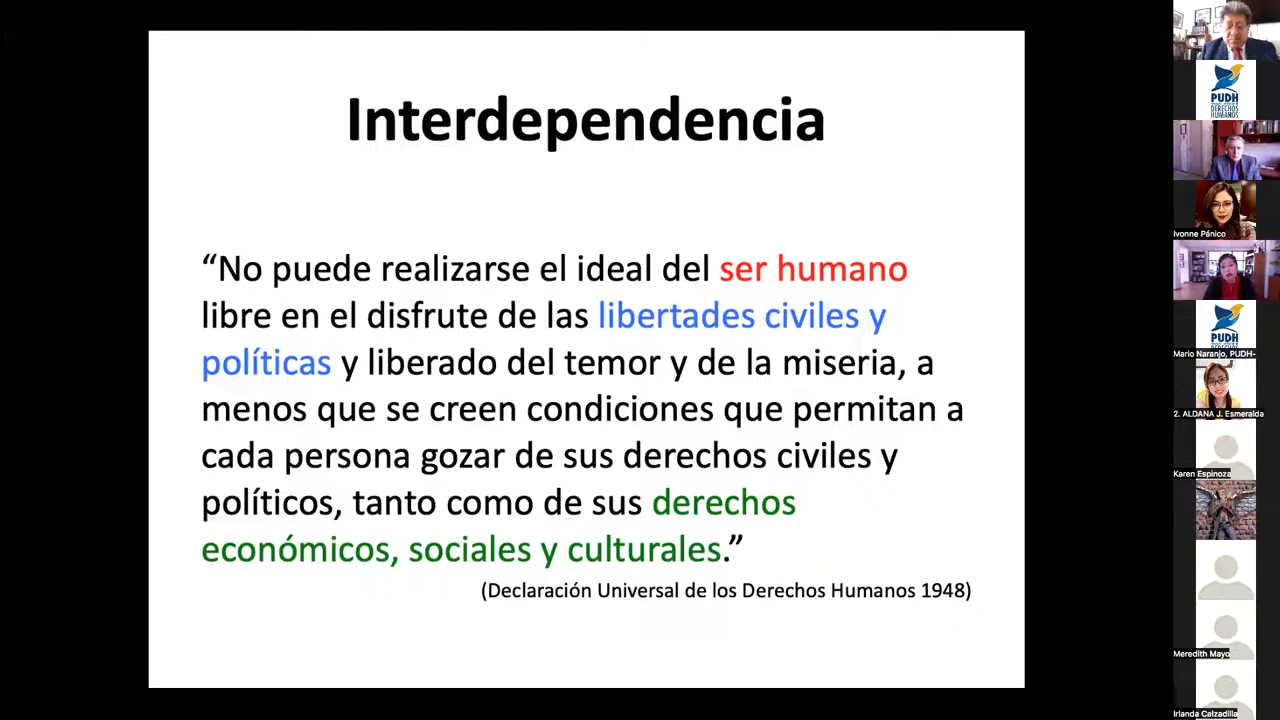 Interdependencia
“No puede realizarse el ideal del ser humano
libre en el disfrute de las libertades civiles y
políticas y liberado del temor y de la miseria, a
menos que se creen condiciones que permitan a
cada persona gozar de sus derechos civiles y
políticos, tanto como de sus derechos
económicos, sociales y culturales.”
(Declaración Universal de los Derechos Humanos 1948)
PUDH
DERECHOS
HUMANOS
Ivonne Pánico
PUDH
Mario Naranjo, PUDH-
2. ALDANA J. Esmeralda
Karen Espinoza
Meredith Mayo
Irlanda Calzadilla